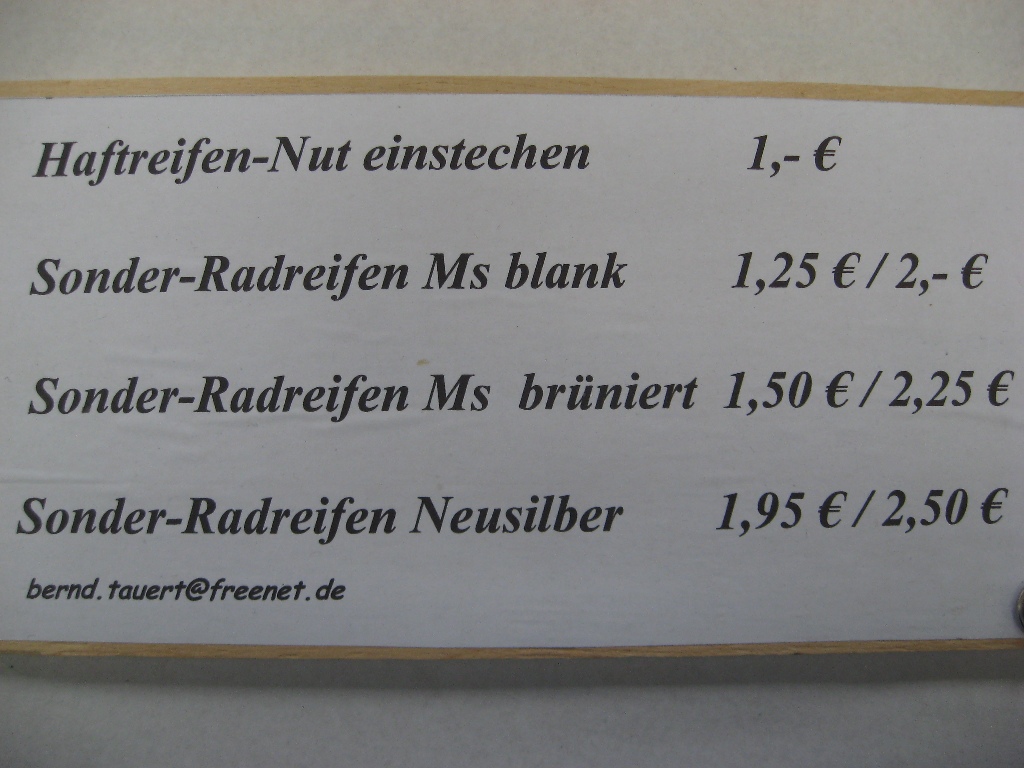 Haftreifen-Nut einstechen 1,- €
Sonder-Radreifen Ms blank 1,25 € / 2,- €
Sonder-Radreifen Ms brüniert 1,50 € / 2,25 €
Sonder-Radreifen Neusilber 1,95 € / 2,50 €
bernd.tauert@freenet.de